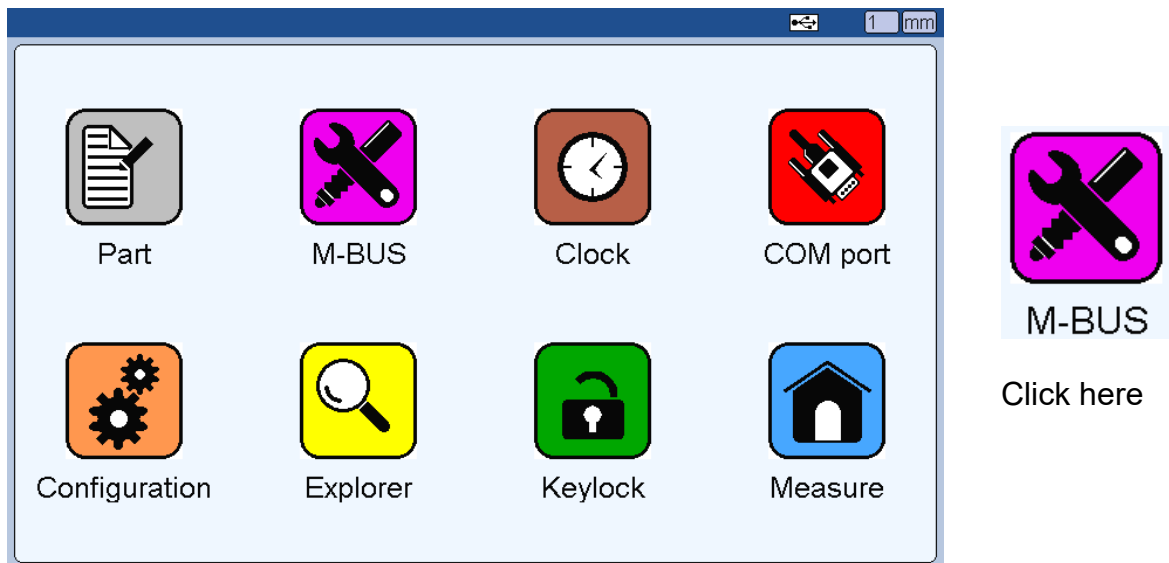 1 mm
Part M-BUS Clock COM port
Configuration Explorer Keylock Measure
M-BUS
Click here